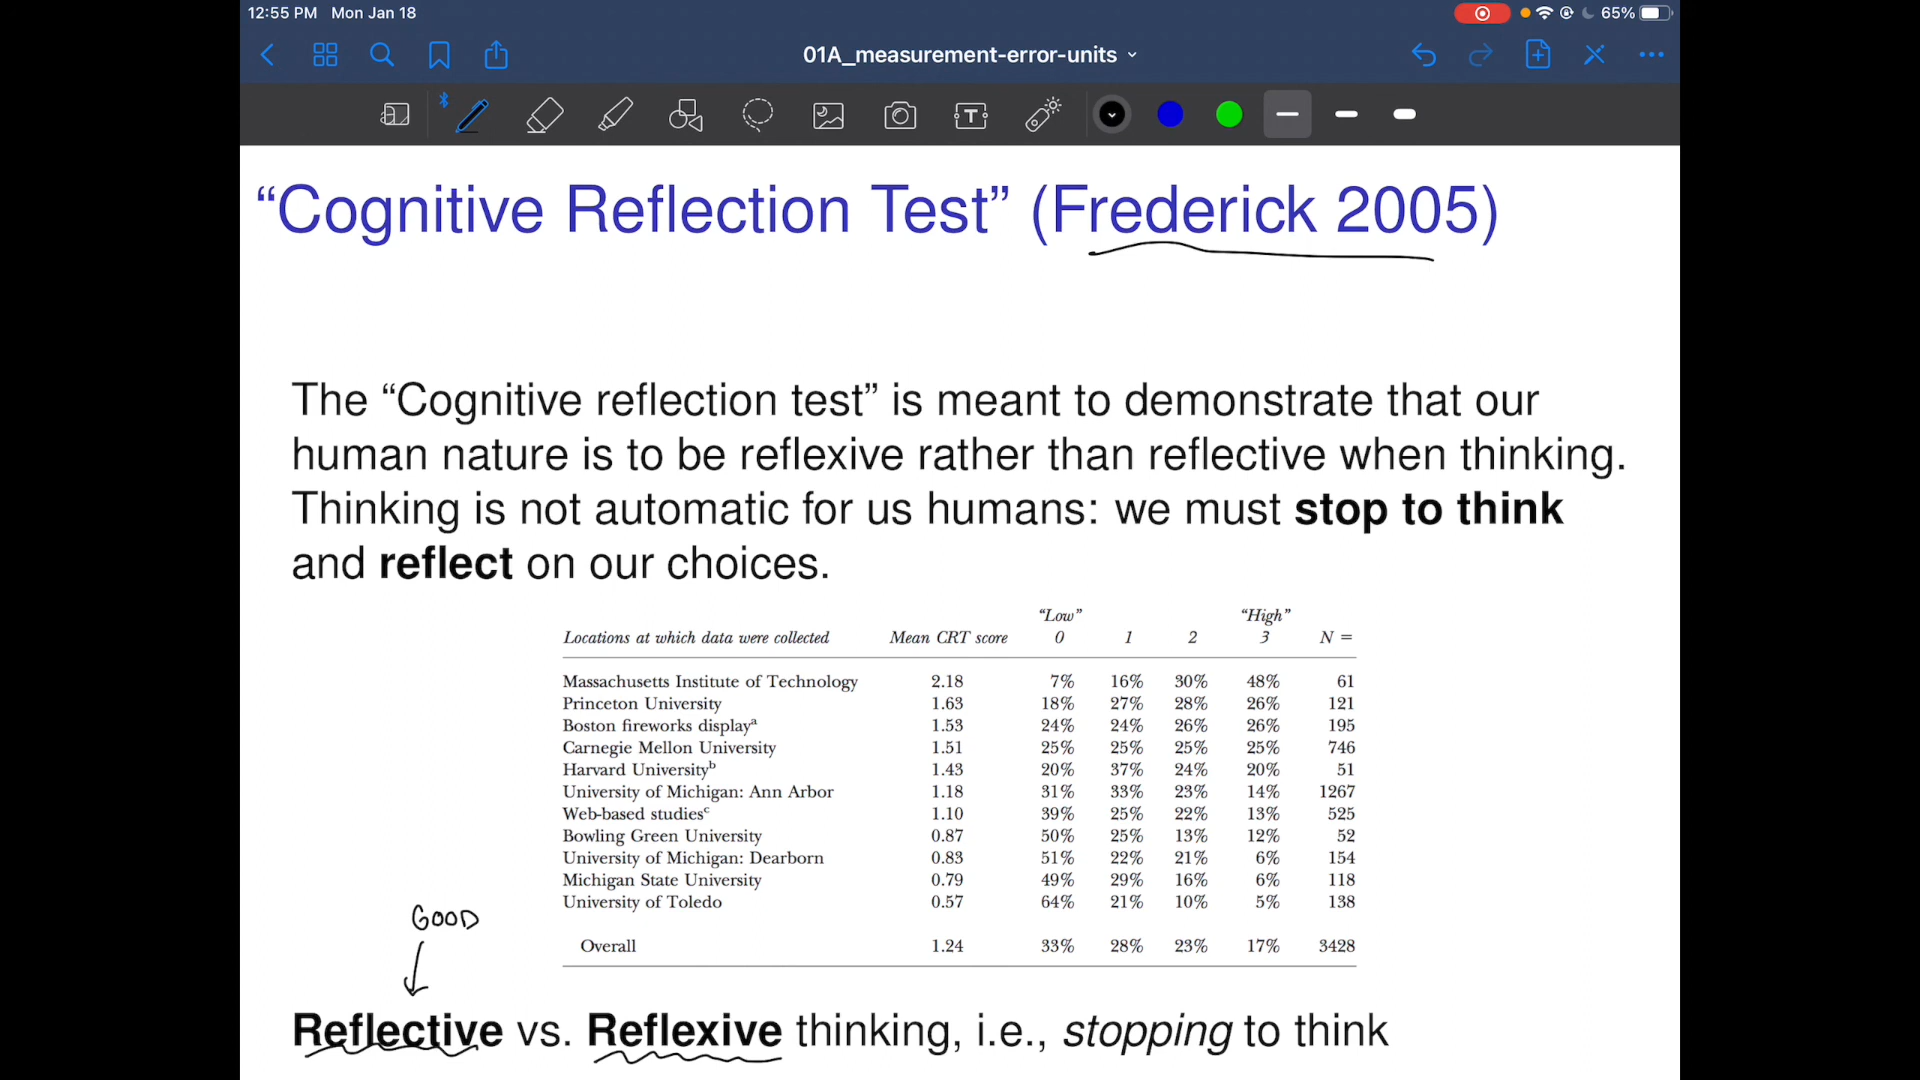 12:55 PM Mon Jan 18
65%
01A_measurement-error-units
T
“Cognitive Reflection Test” (Frederick 2005)
The “Cognitive reflection test” is meant to demonstrate that our
human nature is to be reflexive rather than reflective when thinking.
Thinking is not automatic for us humans: we must stop to think
and reflect on our choices.
“Low” “High”
Locations at which data were collected Mean CRT score 0 1 2 3 N =
Massachusetts Institute of Technology 2.18 7% 16% 30% 48% 61
Princeton University 1.63 18% 27% 28% 26% 121
Boston fireworks displayᵃ 1.53 24% 24% 26% 26% 195
Carnegie Mellon University 1.51 25% 25% 25% 25% 746
Harvard Universityᵇ 1.43 20% 37% 24% 20% 51
University of Michigan: Ann Arbor 1.18 31% 33% 23% 14% 1267
Web-based studiesᶜ 1.10 39% 25% 22% 13% 525
Bowling Green University 0.87 50% 25% 13% 12% 52
University of Michigan: Dearborn 0.83 51% 22% 21% 6% 154
Michigan State University 0.79 49% 29% 16% 6% 118
University of Toledo 0.57 64% 21% 10% 5% 138
Overall 1.24 33% 28% 23% 17% 3428
GOOD
Reflective vs. Reflexive thinking, i.e., stopping to think